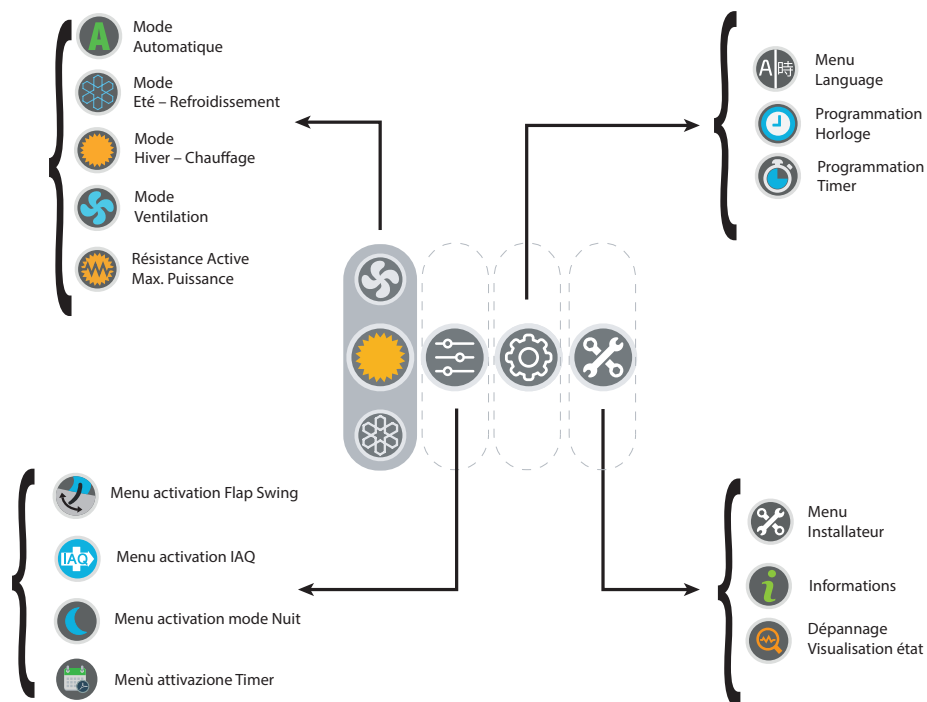 A
Mode
Automatique
Mode
Eté – Refroidissement
Mode
Hiver – Chauffage
Mode
Ventilation
Résistance Active
Max. Puissance
A 時
Menu
Language
Programmation
Horloge
Programmation
Timer
Menu activation Flap Swing
IAQ
Menu activation IAQ
Menu activation mode Nuit
Menù attivazione Timer
Menu
Installateur
i
Informations
Dépannage
Visualisation état